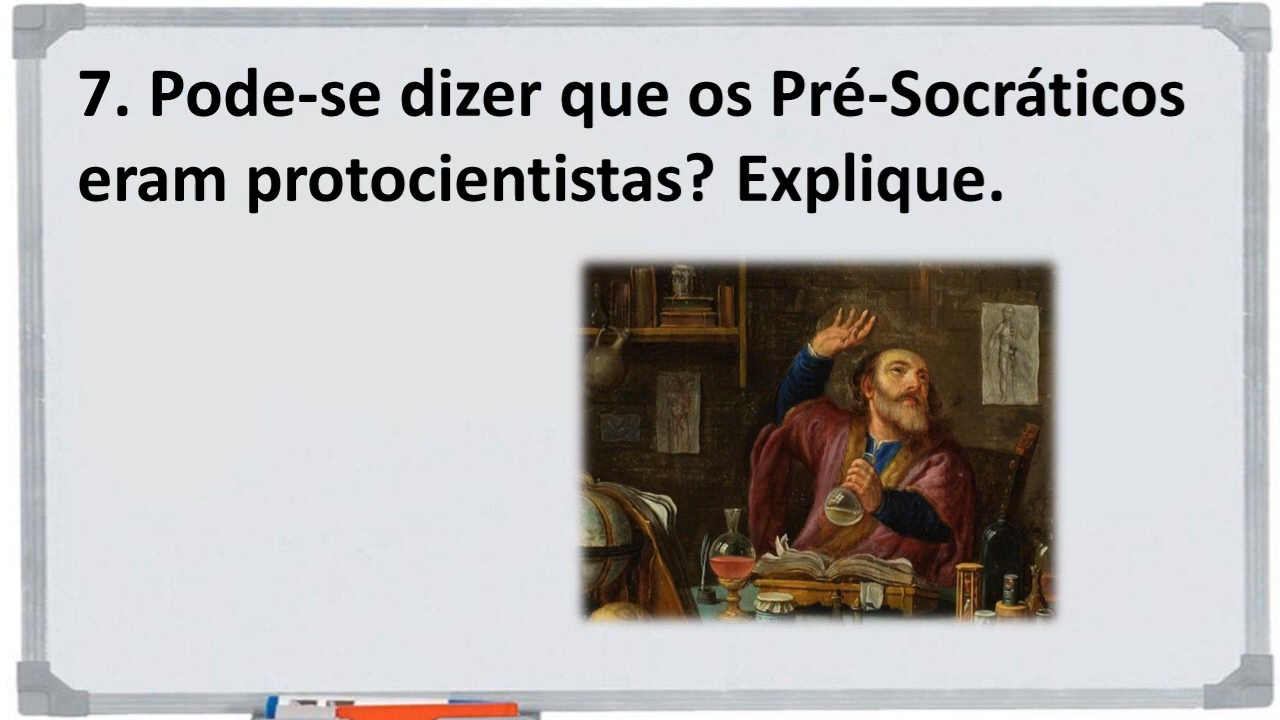 7. Pode-se dizer que os Pré-Socráticos
eram protocientistas? Explique.